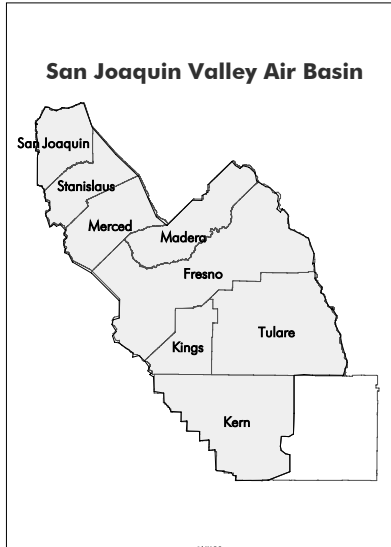 San Joaquin Valley Air Basin
San Joaquin
Stanislaus
Merced
Madera
Fresno
Kings
Tulare
Kern